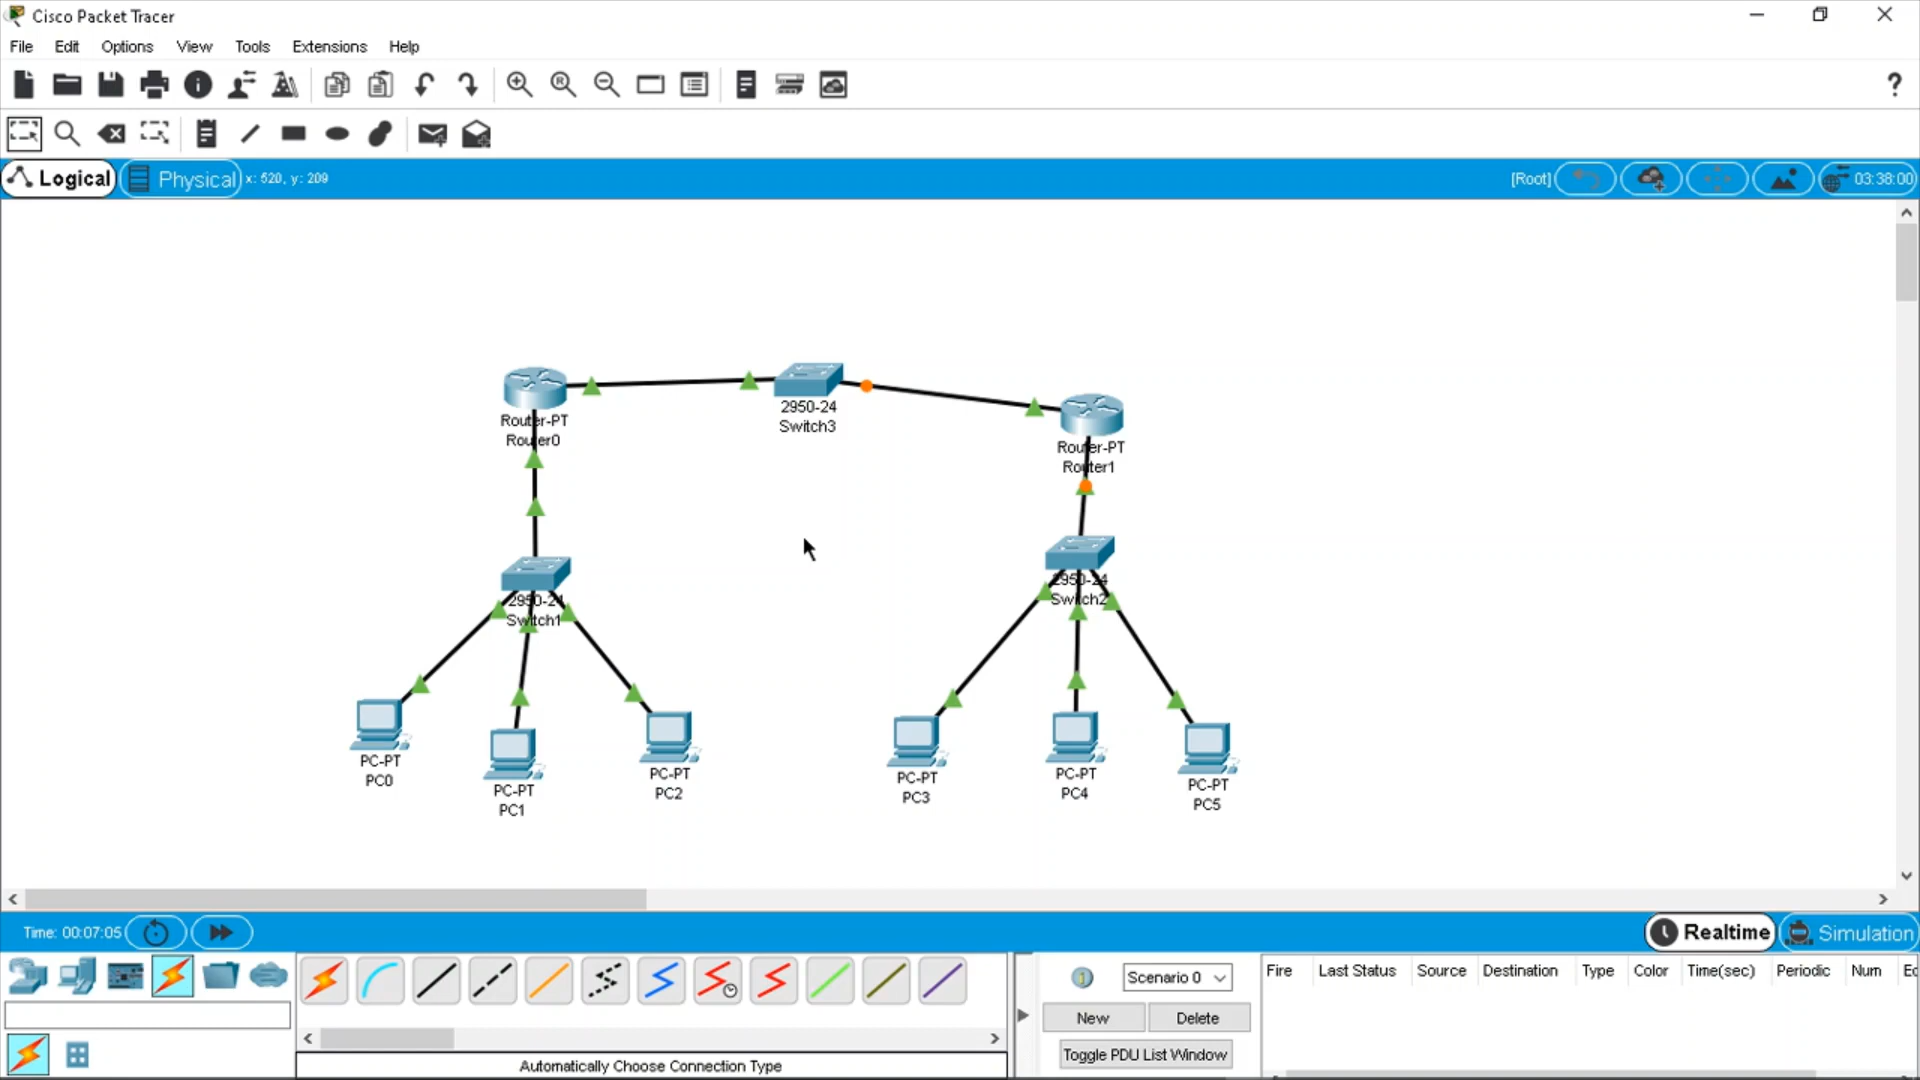 Cisco Packet Tracer
File Edit Options View Tools Extensions Help
?
Logical Physical x: 520, y: 209 [Root] 03:38:00
2950-24
Switch3
Router-PT
Router0
Router-PT
Router1
2950-24
Switch1
2950-24
Switch2
PC-PT
PC0
PC-PT
PC1
PC-PT
PC2
PC-PT
PC3
PC-PT
PC4
PC-PT
PC5
Time: 00:07:05 Realtime Simulation
Scenario 0
New Delete
Toggle PDU List Window
Fire Last Status Source Destination Type Color Time(sec) Periodic Num
Automatically Choose Connection Type